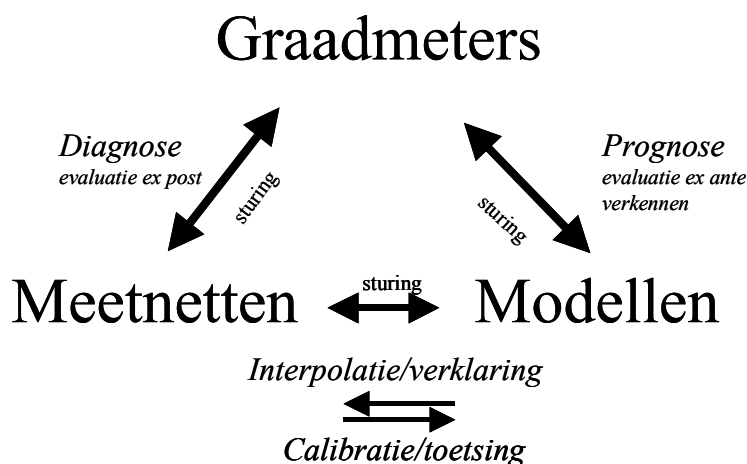 Graadmeters
Diagnose
evaluatie ex post
sturing
Prognose
evaluatie ex ante
verkennen
sturing
Meetnetten
sturing
Modellen
Interpolatie/verklaring
Calibratie/toetsing